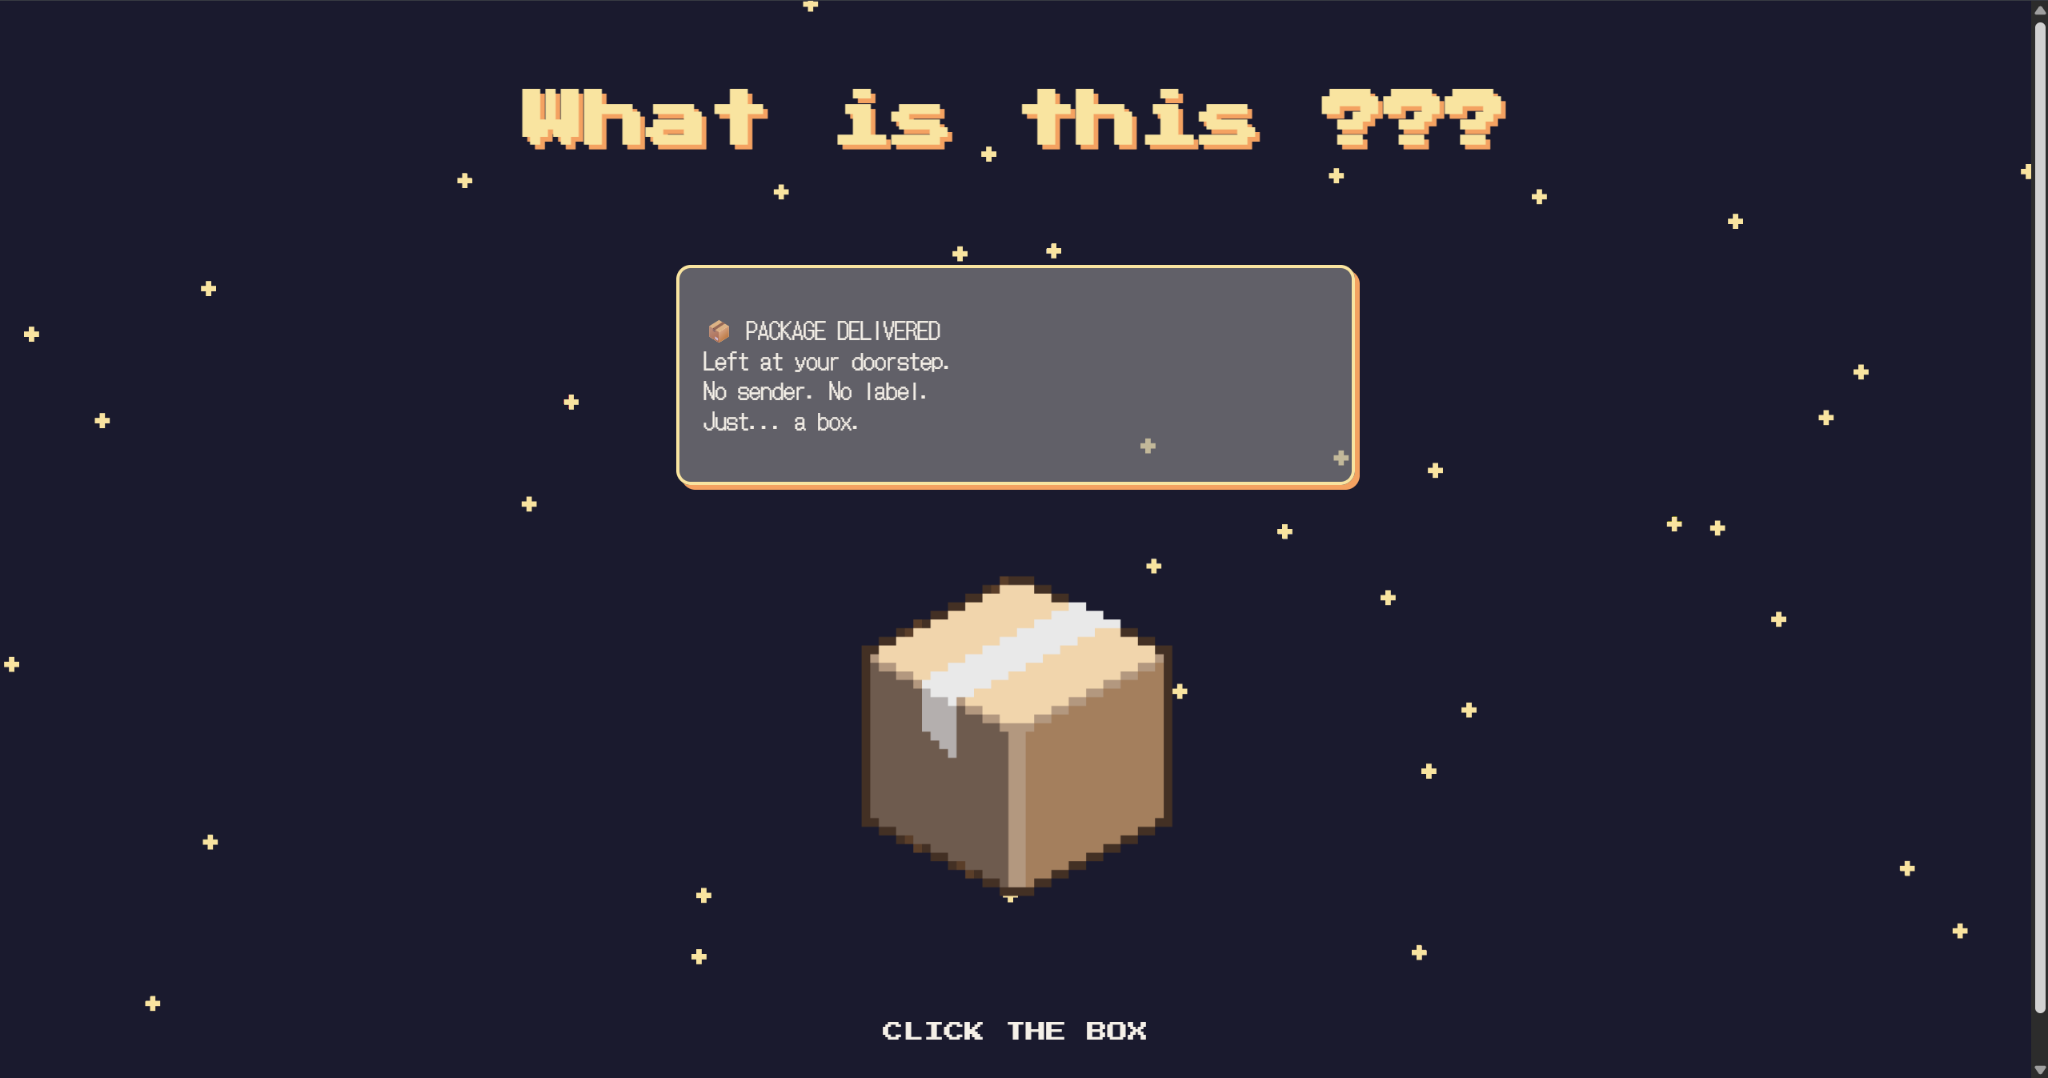 What is this ???
📦 PACKAGE DELIVERED
Left at your doorstep.
No sender. No label.
Just... a box.
CLICK THE BOX